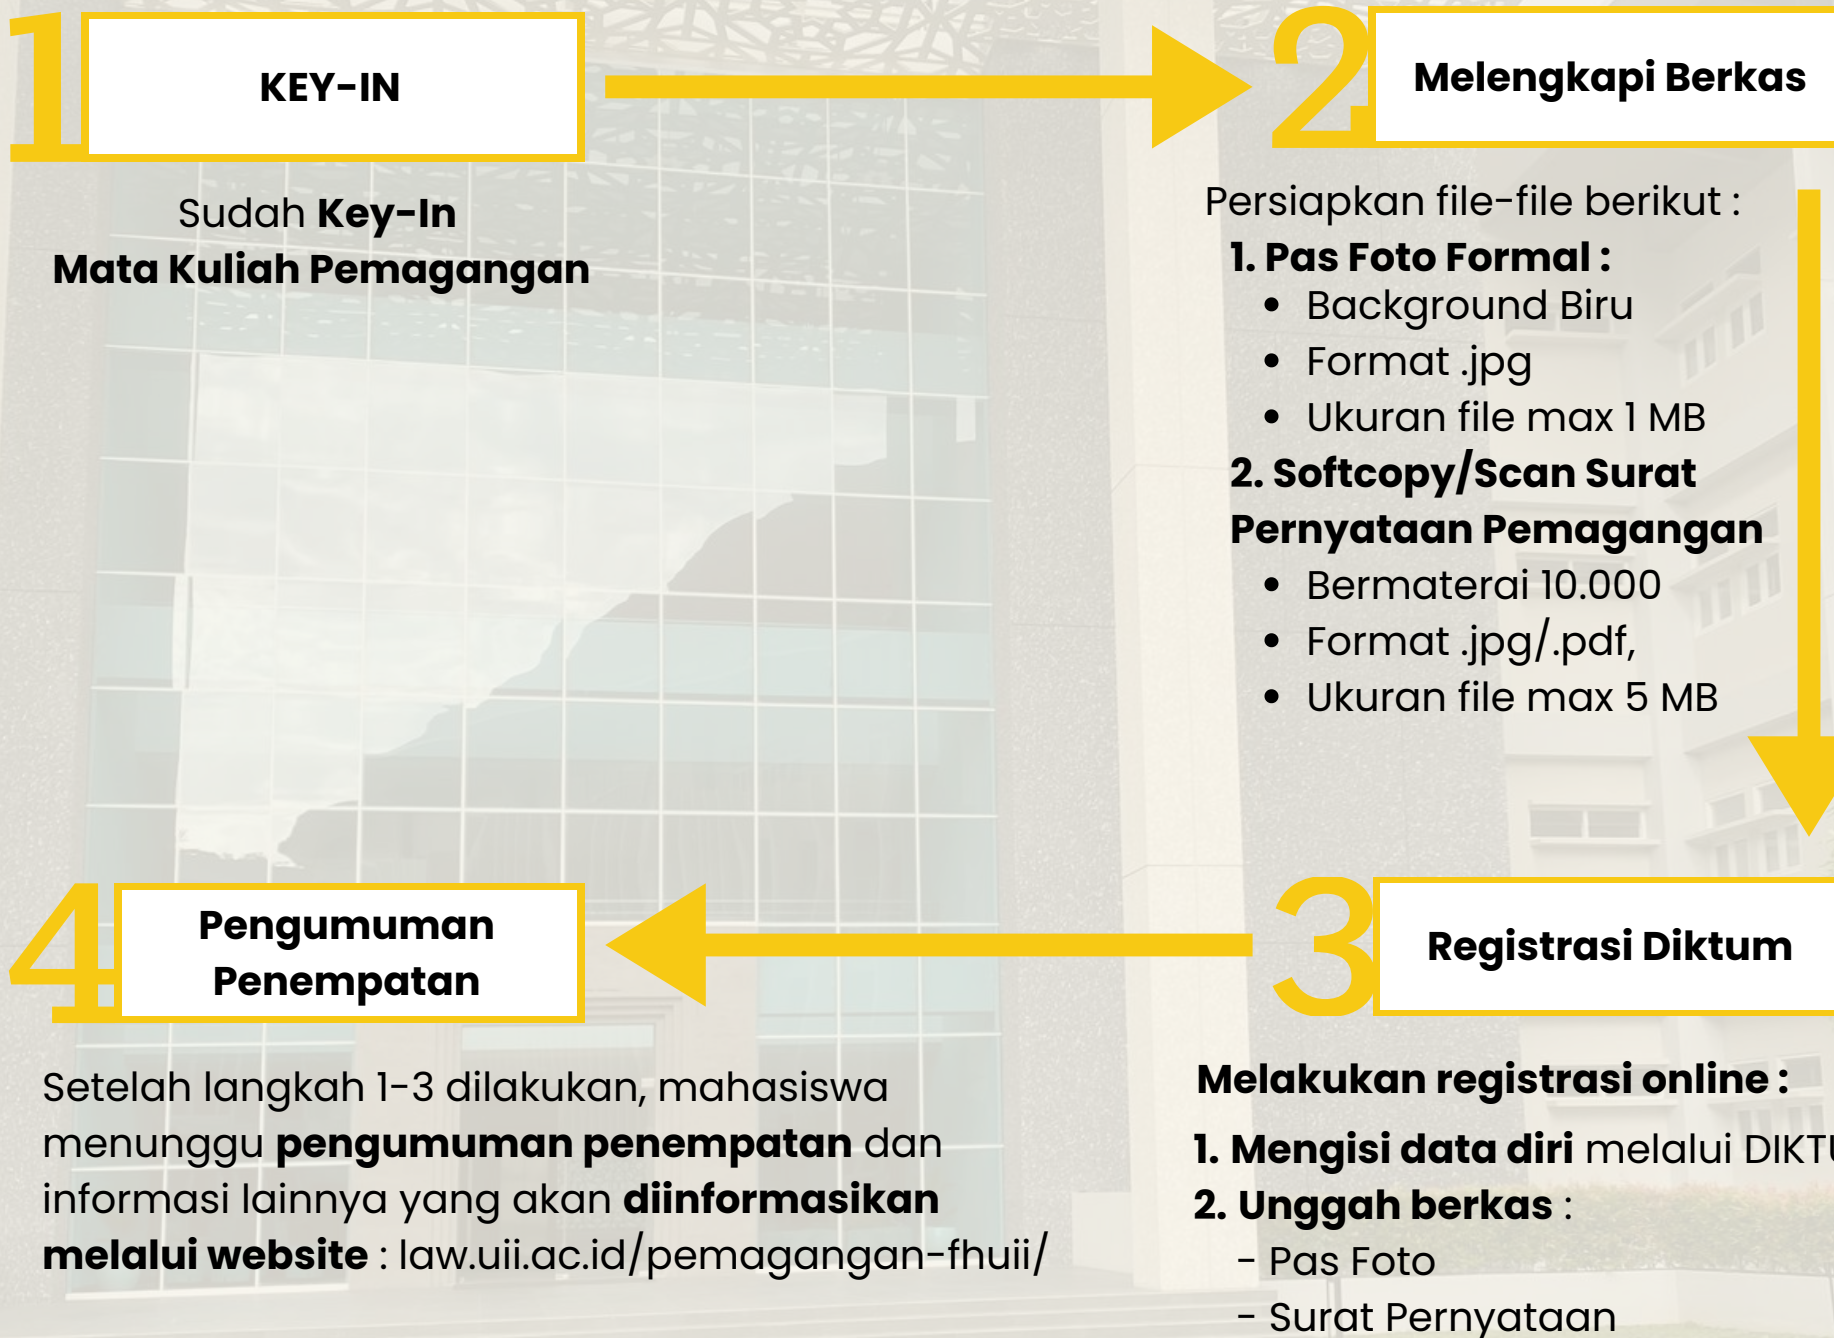 1
KEY-IN
Sudah Key-In
Mata Kuliah Pemagangan
2
Melengkapi Berkas
Persiapkan file-file berikut :
1. Pas Foto Formal :
• Background Biru
• Format .jpg
• Ukuran file max 1 MB
2. Softcopy/Scan Surat
Pernyataan Pemagangan
• Bermaterai 10.000
• Format .jpg/.pdf,
• Ukuran file max 5 MB
3
Registrasi Diktum
Melakukan registrasi online :
1. Mengisi data diri melalui
2. Unggah berkas :
- Pas Foto
- Surat Pernyataan
4
Pengumuman
Penempatan
Setelah langkah 1-3 dilakukan, mahasiswa
menunggu pengumuman penempatan dan
informasi lainnya yang akan diinformasikan
melalui website : law.uii.ac.id/pemagangan-fhuii/